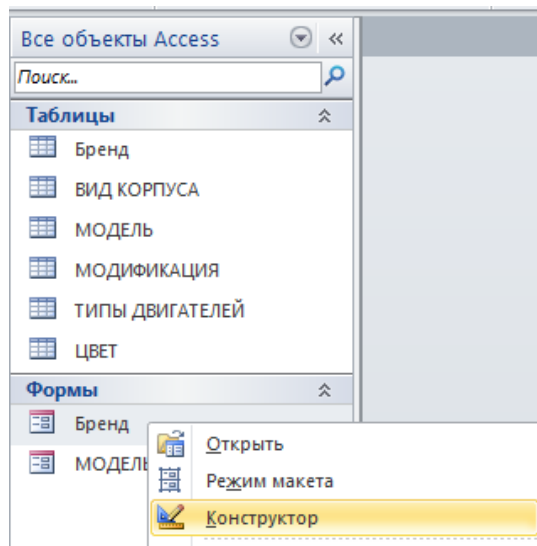 Все объекты Access
Поиск...
Таблицы
Бренд
ВИД КОРПУСА
МОДЕЛЬ
МОДИФИКАЦИЯ
ТИПЫ ДВИГАТЕЛЕЙ
ЦВЕТ
Формы
Бренд
Открыть
МОДЕЛЬ
Режим макета
Конструктор